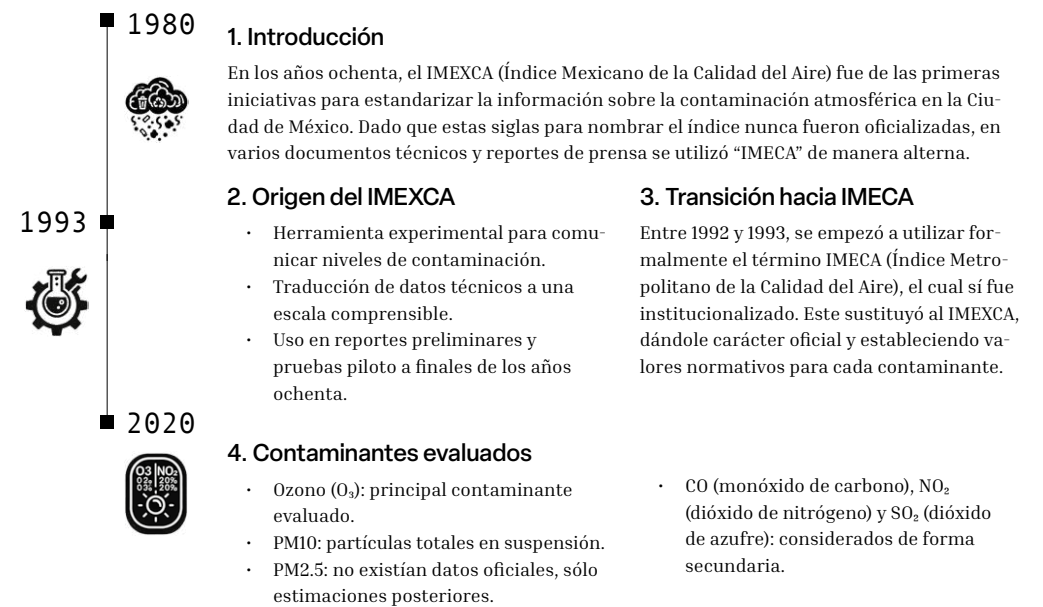 1980
1. Introducción
En los años ochenta, el IMEXCA (Índice Mexicano de la Calidad del Aire) fue de las primeras
iniciativas para estandarizar la información sobre la contaminación atmosférica en la Ciu-
dad de México. Dado que estas siglas para nombrar el índice nunca fueron oficializadas, en
varios documentos técnicos y reportes de prensa se utilizó “IMECA” de manera alterna.
1993
2. Origen del IMEXCA
· Herramienta experimental para comu-
nicar niveles de contaminación.
· Traducción de datos técnicos a una
escala comprensible.
· Uso en reportes preliminares y
pruebas piloto a finales de los años
ochenta.
3. Transición hacia IMECA
Entre 1992 y 1993, se empezó a utilizar for-
malmente el término IMECA (Índice Metro-
politano de la Calidad del Aire), el cual sí fue
institucionalizado. Este sustituyó al IMEXCA,
dándole carácter oficial y estableciendo va-
lores normativos para cada contaminante.
2020
O3 NO2
20%
20%
4. Contaminantes evaluados
· Ozono (O₃): principal contaminante
evaluado.
· PM10: partículas totales en suspensión.
· PM2.5: no existían datos oficiales, sólo
estimaciones posteriores.
· CO (monóxido de carbono), NO₂
(dióxido de nitrógeno) y SO₂ (dióxido
de azufre): considerados de forma
secundaria.